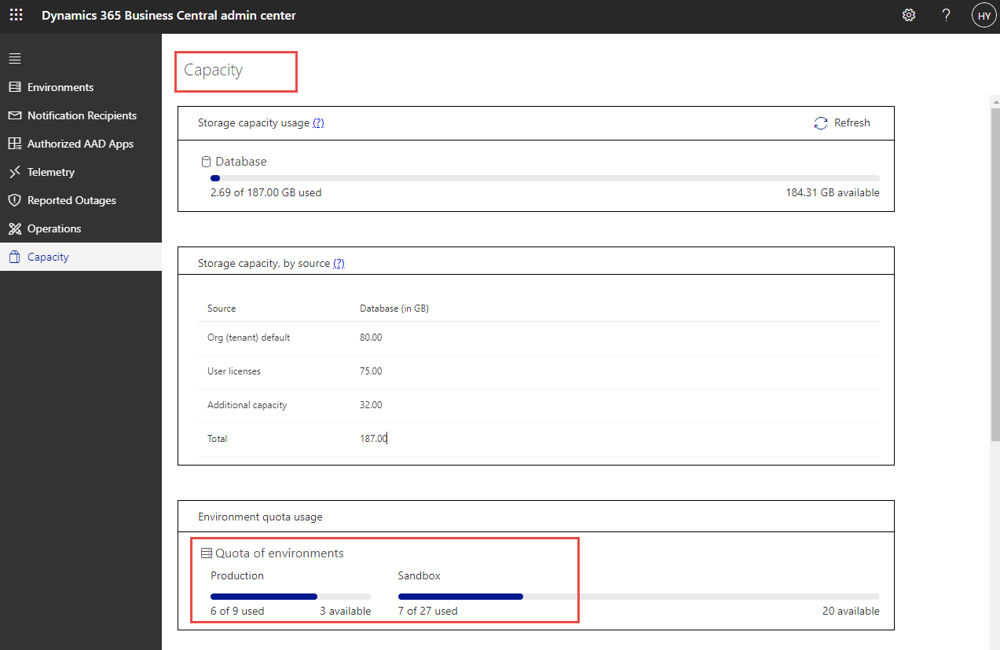 Dynamics 365 Business Central admin center
? HY
Environments
Notification Recipients
Authorized AAD Apps
Telemetry
Reported Outages
Operations
Capacity
Capacity
Storage capacity usage (?)
Refresh
Database
2.69 of 187.00 GB used
184.31 GB available
Storage capacity, by source (?)
Source Database (in GB)
Org (tenant) default 80.00
User licenses 75.00
Additional capacity 32.00
Total 187.00
Environment quota usage
Quota of environments
Production Sandbox
6 of 9 used 3 available 7 of 27 used 20 available